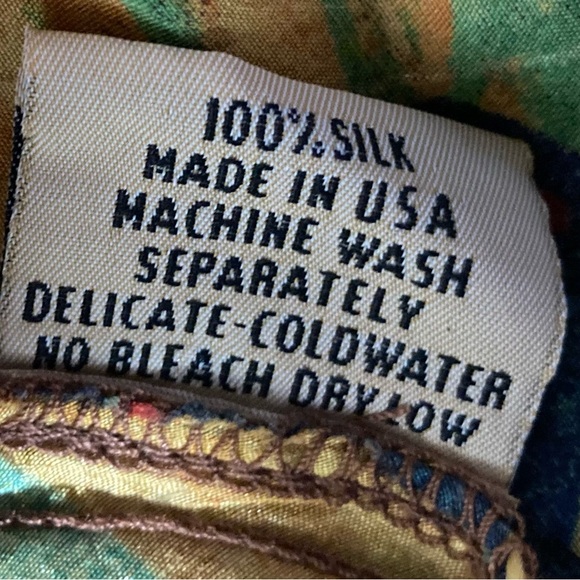 100% SILK
MADE IN USA
MACHINE WASH
SEPARATELY
DELICATE-COLDWATER
NO BLEACH DRY LOW